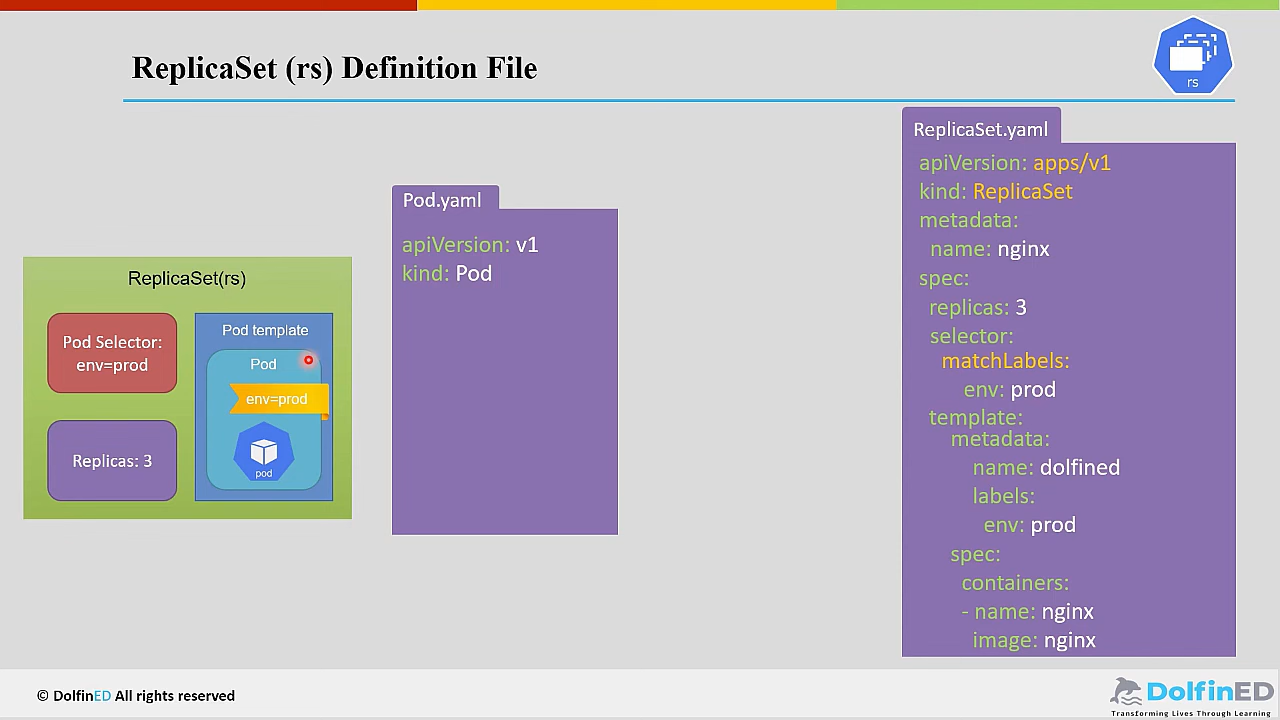 ReplicaSet (rs) Definition File
rs
ReplicaSet(rs)
Pod Selector:
env=prod
Replicas: 3
Pod template
Pod
env=prod
pod
Pod.yaml
apiVersion: v1
kind: Pod
ReplicaSet.yaml
apiVersion: apps/v1
kind: ReplicaSet
metadata:
name: nginx
spec:
replicas: 3
selector:
matchLabels:
env: prod
template:
metadata:
name: dolfined
labels:
env: prod
spec:
containers:
- name: nginx
image: nginx
© DolfinED All rights reserved
DolfinED
Transforming Lives Through Learning